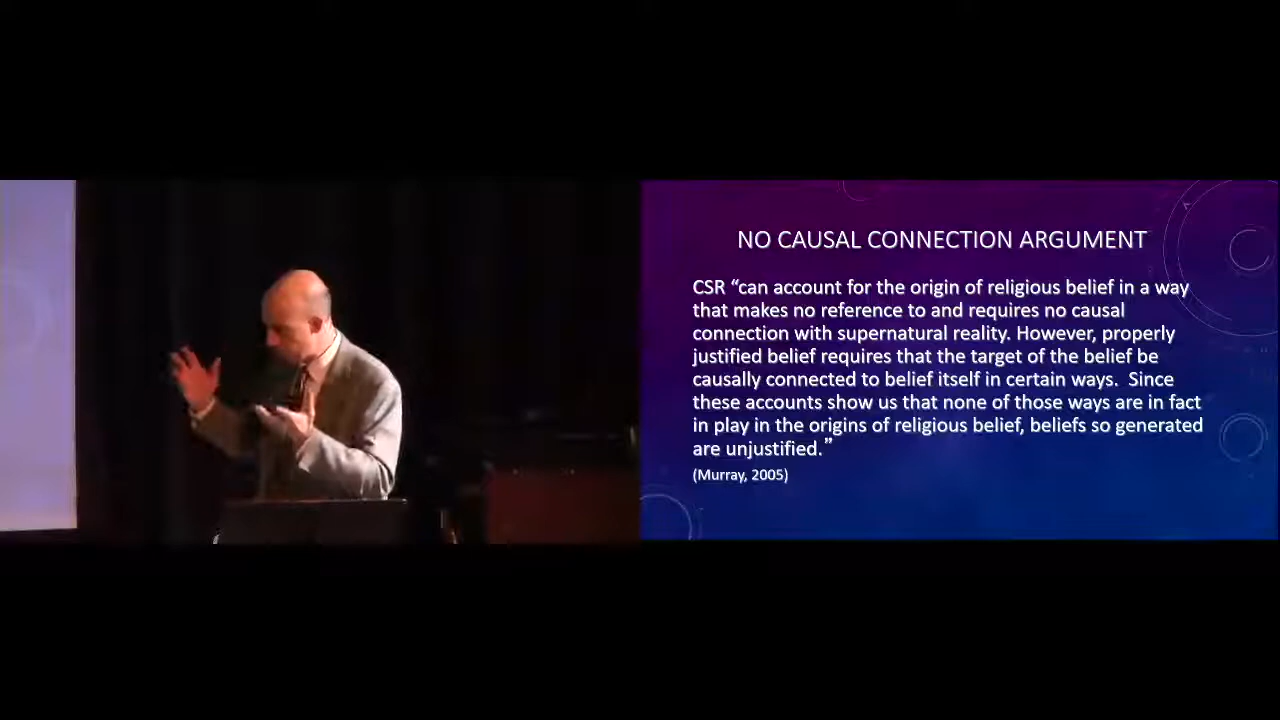 NO CAUSAL CONNECTION ARGUMENT
CSR “can account for the origin of religious belief in a way
that makes no reference to and requires no causal
connection with supernatural reality. However, properly
justified belief requires that the target of the belief be
causally connected to belief itself in certain ways.  Since
these accounts show us that none of those ways are in fact
in play in the origins of religious belief, beliefs so generated
are unjustified.”
(Murray, 2005)